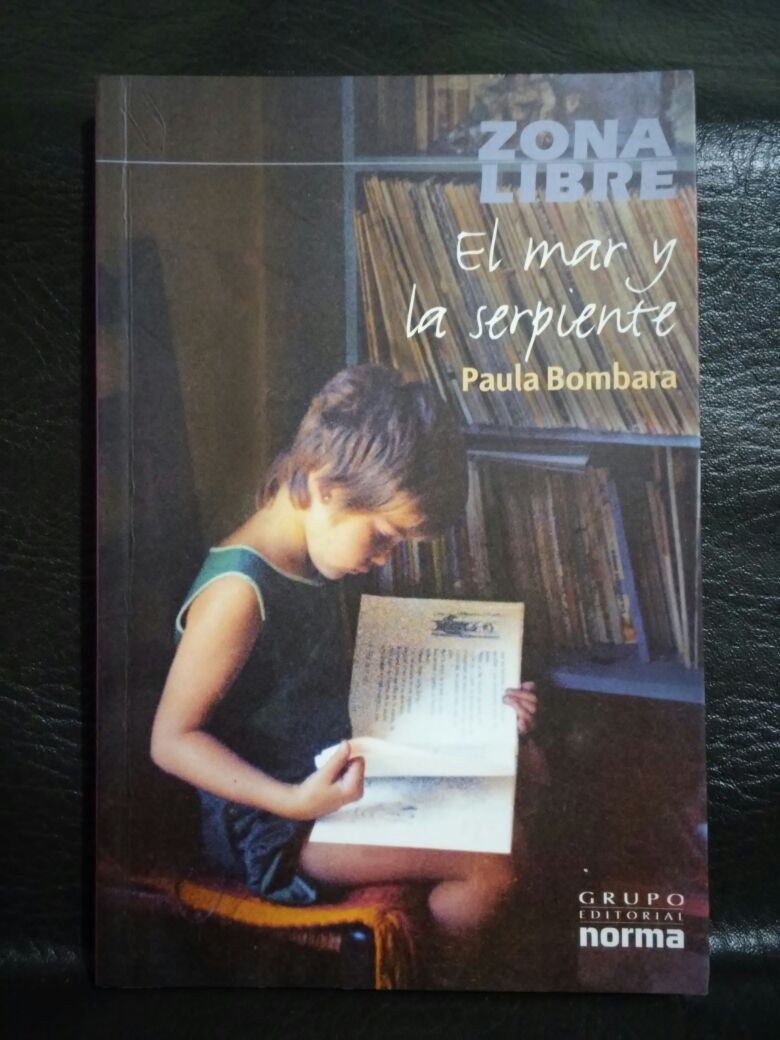 ZONA
LIBRE
El mar y
la serpiente
Paula Bombara
GRUPO
EDITORIAL
norma